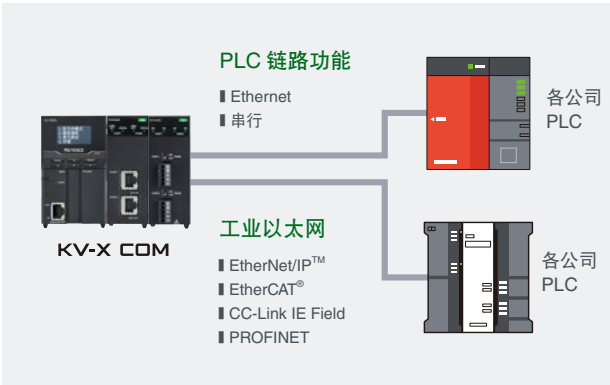 PLC 链路功能
Ethernet
串行
各公司
PLC
KEYENCE
KV-X COM
工业以太网
EtherNet/IP™
EtherCAT®
CC-Link IE Field
PROFINET
各公司
PLC